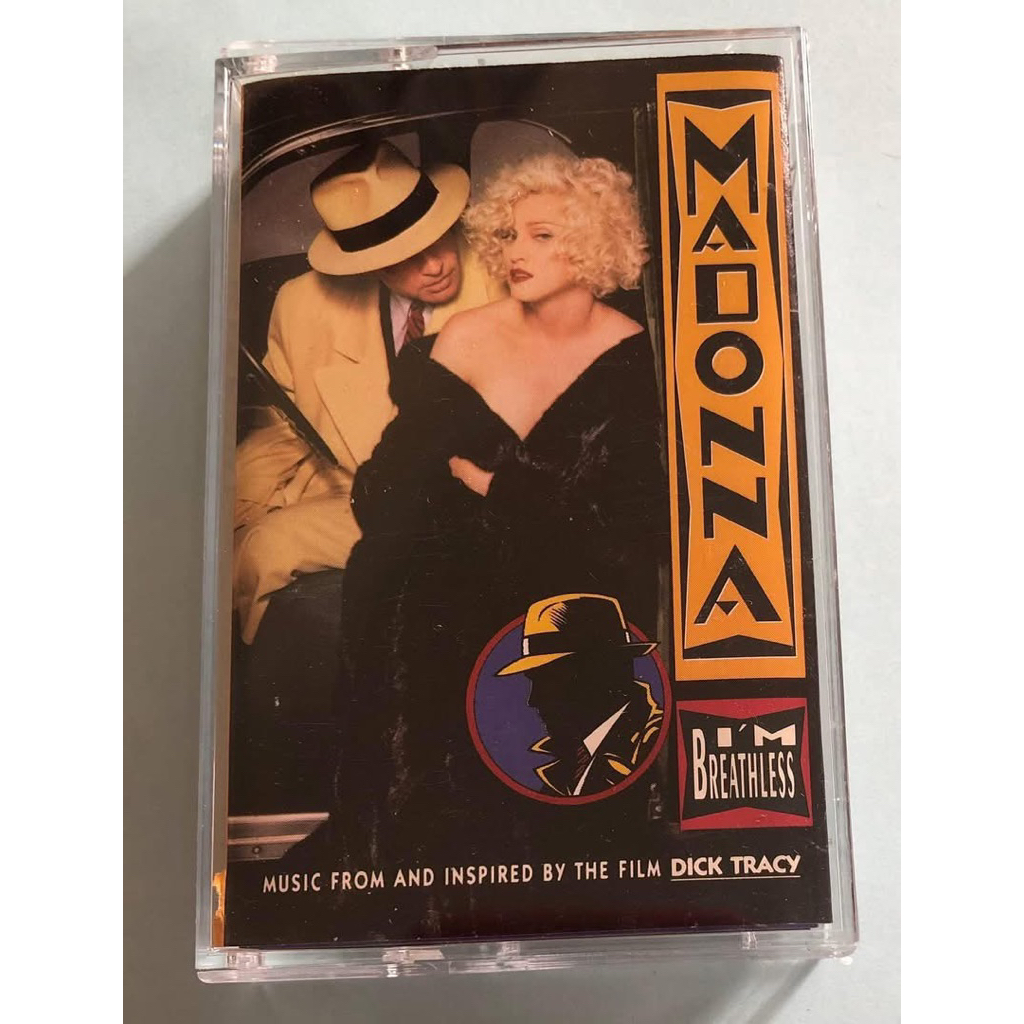 MADONNA
I'M
BREATHLESS
MUSIC FROM AND INSPIRED BY THE FILM DICK TRACY